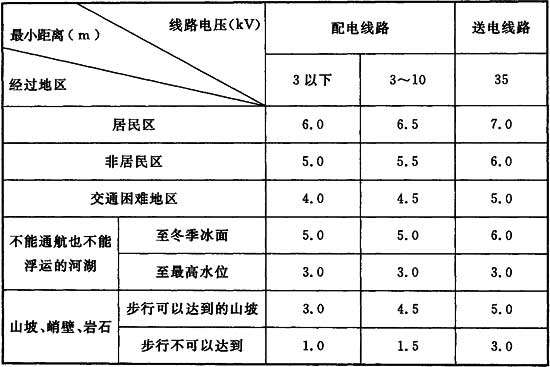 线路电压(kV)
最小距离(m)
经过地区
配电线路 送电线路
3以下 3～10 35
居民区 6.0 6.5 7.0
非居民区 5.0 5.5 6.0
交通困难地区 4.0 4.5 5.0
不能通航也不能
浮运的河湖
至冬季冰面 5.0 5.0 6.0
至最高水位 3.0 3.0 3.0
山坡、峭壁、岩石
步行可以达到的山坡 3.0 4.5 5.0
步行不可以达到 1.0 1.5 3.0